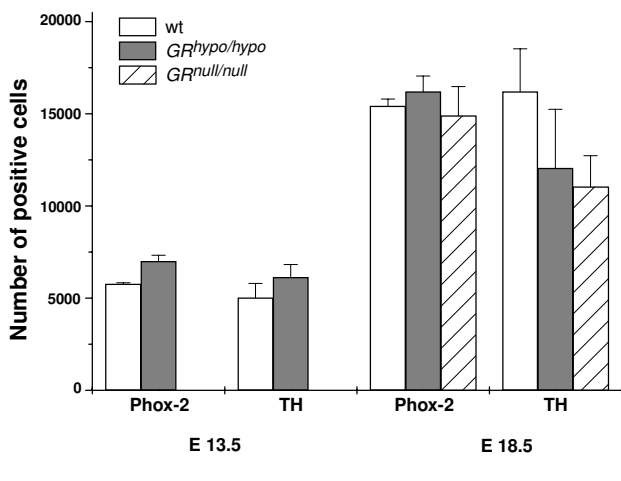 Number of positive cells
20000
15000
10000
5000
0
wt
GRhypo/hypo
GRnull/null
Phox-2 TH Phox-2 TH
E 13.5 E 18.5